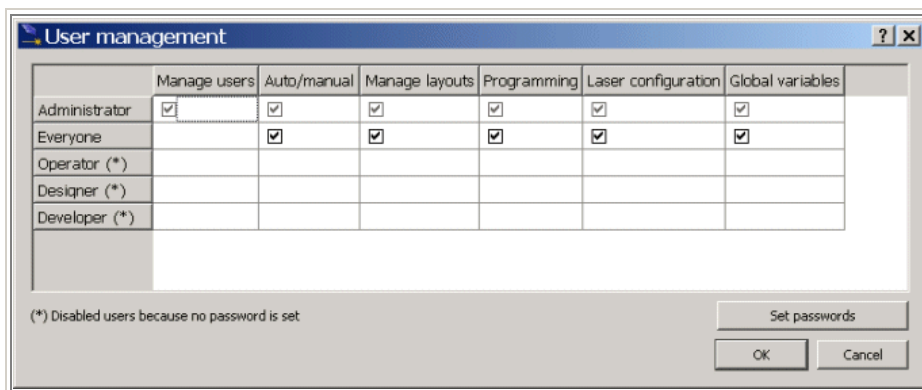 User management
Manage users Auto/manual Manage layouts Programming Laser configuration Global variables
Administrator
Everyone
Operator (*)
Designer (*)
Developer (*)
(*) Disabled users because no password is set
Set passwords
OK Cancel